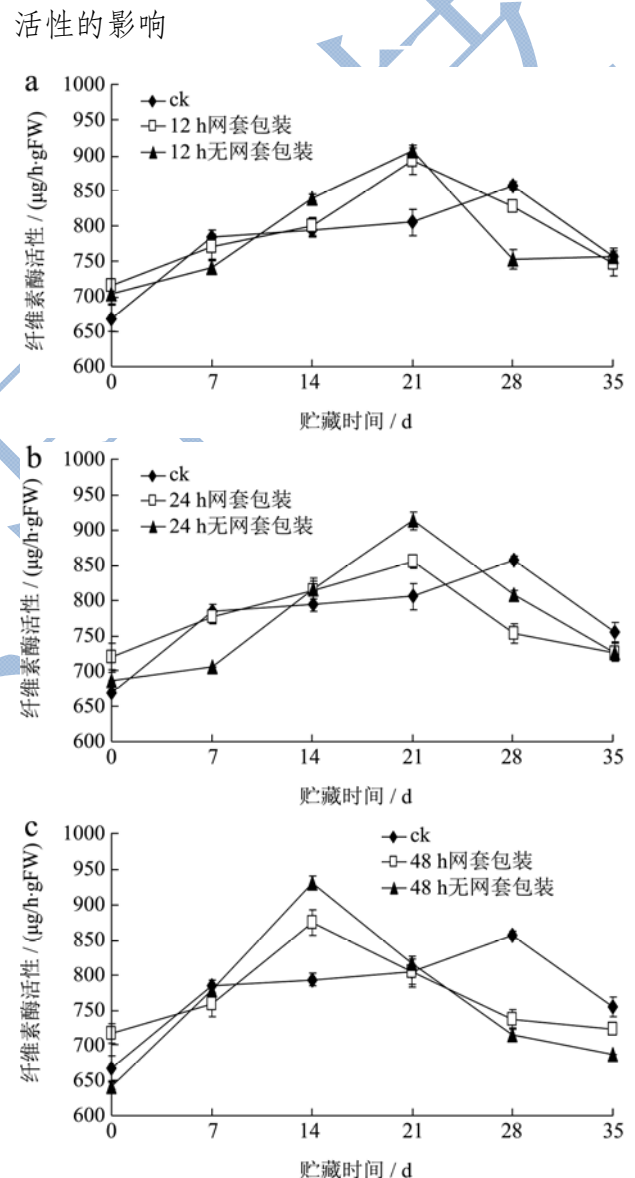 活性的影响
a
纤维素酶活性 / (μg/h·gFW)
1000
950
900
850
800
750
700
650
600
ck
12 h网套包装
12 h无网套包装
0 7 14 21 28 35
贮藏时间 / d
b
纤维素酶活性 / (μg/h·gFW)
1000
950
900
850
800
750
700
650
600
ck
24 h网套包装
24 h无网套包装
0 7 14 21 28 35
贮藏时间 / d
c
纤维素酶活性 / (μg/h·gFW)
1000
950
900
850
800
750
700
650
600
ck
48 h网套包装
48 h无网套包装
0 7 14 21 28 35
贮藏时间 / d